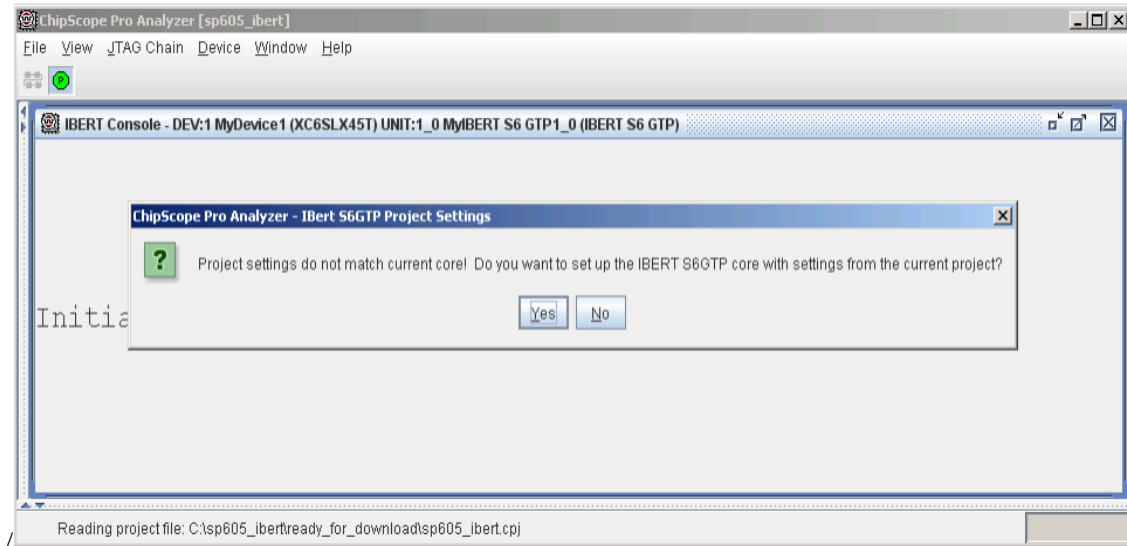 ChipScope Pro Analyzer [sp605_ibert]
File View JTAG Chain Device Window Help
P
IBERT Console - DEV:1 MyDevice1 (XC6SLX45T) UNIT:1_0 MyIBERT S6 GTP1_0 (IBERT S6 GTP)
ChipScope Pro Analyzer - IBert S6GTP Project Settings
? Project settings do not match current core! Do you want to set up the IBERT S6GTP core with settings from the current project?
Initia
Yes No
Reading project file: C:\sp605_ibert\ready_for_download\sp605_ibert.cpj
/